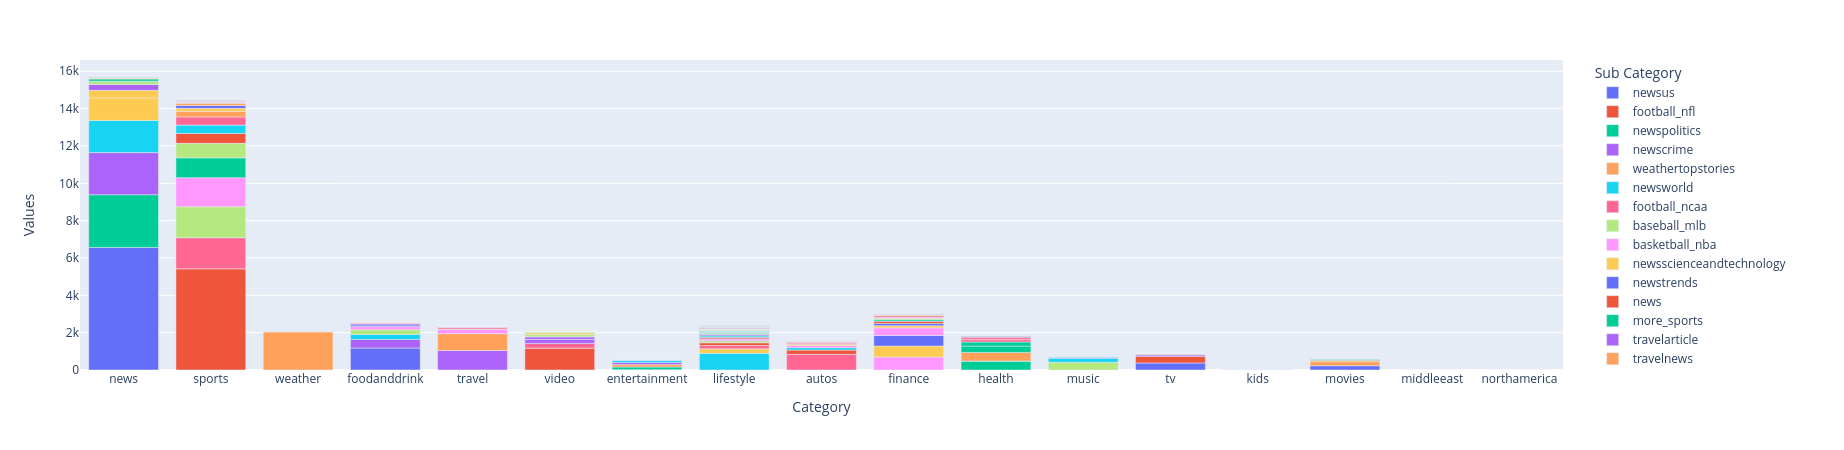 16k
14k
12k
10k
8k
6k
4k
2k
0
Values
news sports weather foodanddrink travel video entertainment lifestyle autos finance health music tv kids movies middleeast northamerica
Category
Sub Category
newsus
football_nfl
newspolitics
newscrime
weathertopstories
newsworld
football_ncaa
baseball_mlb
basketball_nba
newsscienceandtechnology
newstrends
news
more_sports
travelarticle
travelnews